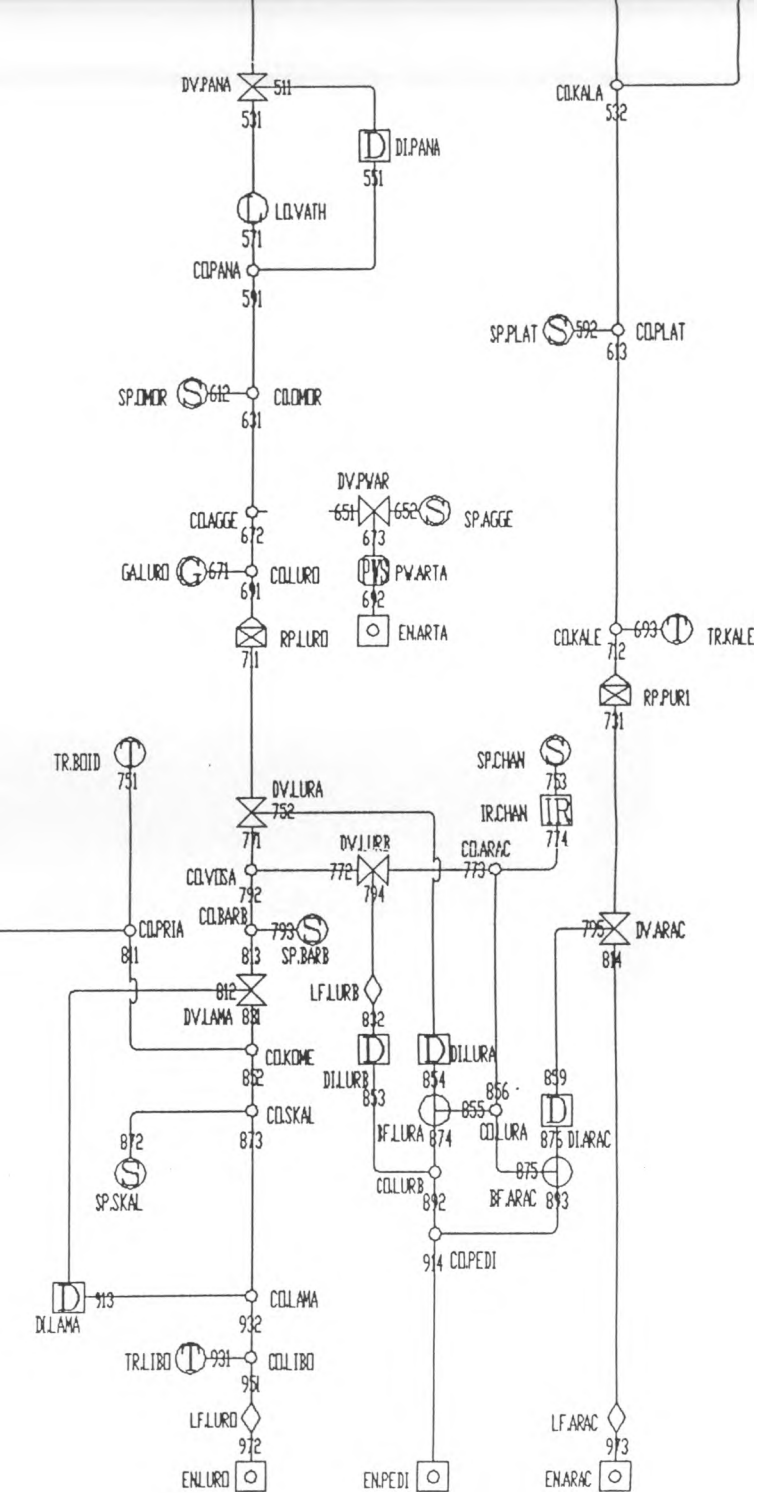 DV.PANA 511
CO.KALA
531
532
D DI.PANA
551
L LO.VATH
571
CO.PANA
591
SP.PLAT S 592 CO.PLAT
613
SP.OMOR S 612 CO.OMOR
631
DV.PWAR
651 652 S SP.AGGE
CO.AGGE
672
673
GA.LURO G 671 CO.LURO
PWS PW.ARTA
691
692
RP.LURO
EN.ARTA
CO.KALE 693 T TR.KALE
711
712
RP.PUR1
731
TR.BOID T
751
SP.CHAN S
753
DV.LURA
752
IR.CHAN IR
774
771
DV.LURB
CO.ARAC
CO.VOSA 772 773
792
794
CO.BARB
793 S
SP.BARB
CO.PRIA
795 DV.ARAC
811
813
814
812
DV.LAMA 831
LF.LURB
832
CO.KOME
D D DI.LURA
DI.LURB
852
853
854
856
859
CO.SKAL
872
873
855
BF.LURA 874
CO.LURA
D
876 DI.ARAC
S
SP.SKAL
CO.LURB
892
875
BF.ARAC 893
914 CO.PEDI
D 913 CO.LAMA
DI.LAMA
932
TR.LIBO T 931 CO.LIBO
951
LF.LURO
972
LF.ARAC
973
EN.LURO
EN.PEDI
EN.ARAC